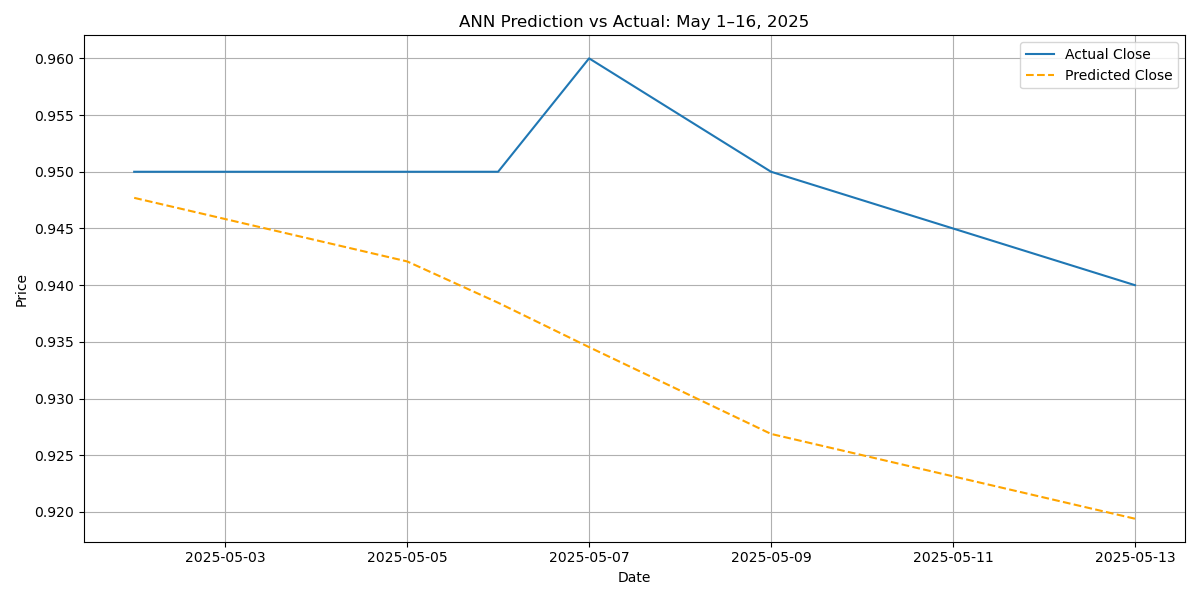 ANN Prediction vs Actual: May 1–16, 2025
Actual Close
Predicted Close
Price
0.960
0.955
0.950
0.945
0.940
0.935
0.930
0.925
0.920
2025-05-03 2025-05-05 2025-05-07 2025-05-09 2025-05-11 2025-05-13
Date